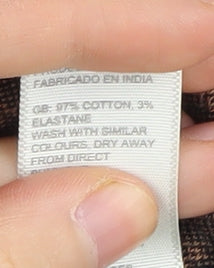 FABRICADO EN INDIA
GB: 97% COTTON, 3%
ELASTANE
WASH WITH SIMILAR
COLOURS, DRY AWAY
FROM DIRECT